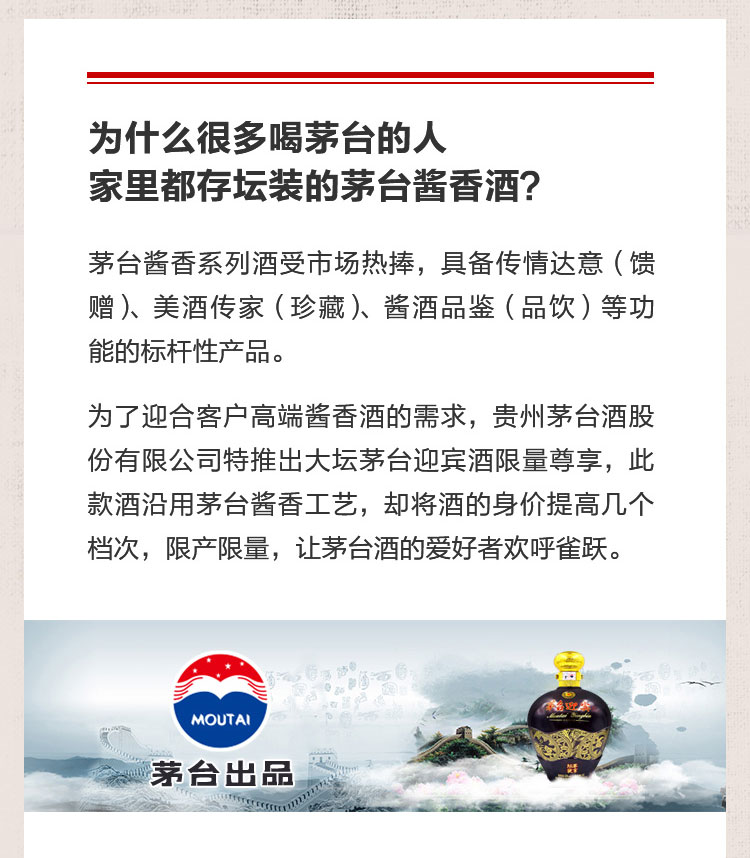 为什么很多喝茅台的人
家里都存坛装的茅台酱香酒？
茅台酱香系列酒受市场热捧，具备传情达意（馈
赠）、美酒传家（珍藏）、酱酒品鉴（品饮）等功
能的标杆性产品。
为了迎合客户高端酱香酒的需求，贵州茅台酒股
份有限公司特推出大坛茅台迎宾酒限量尊享，此
款酒沿用茅台酱香工艺，却将酒的身价提高几个
档次，限产限量，让茅台酒的爱好者欢呼雀跃。
MOUTAI
茅台出品